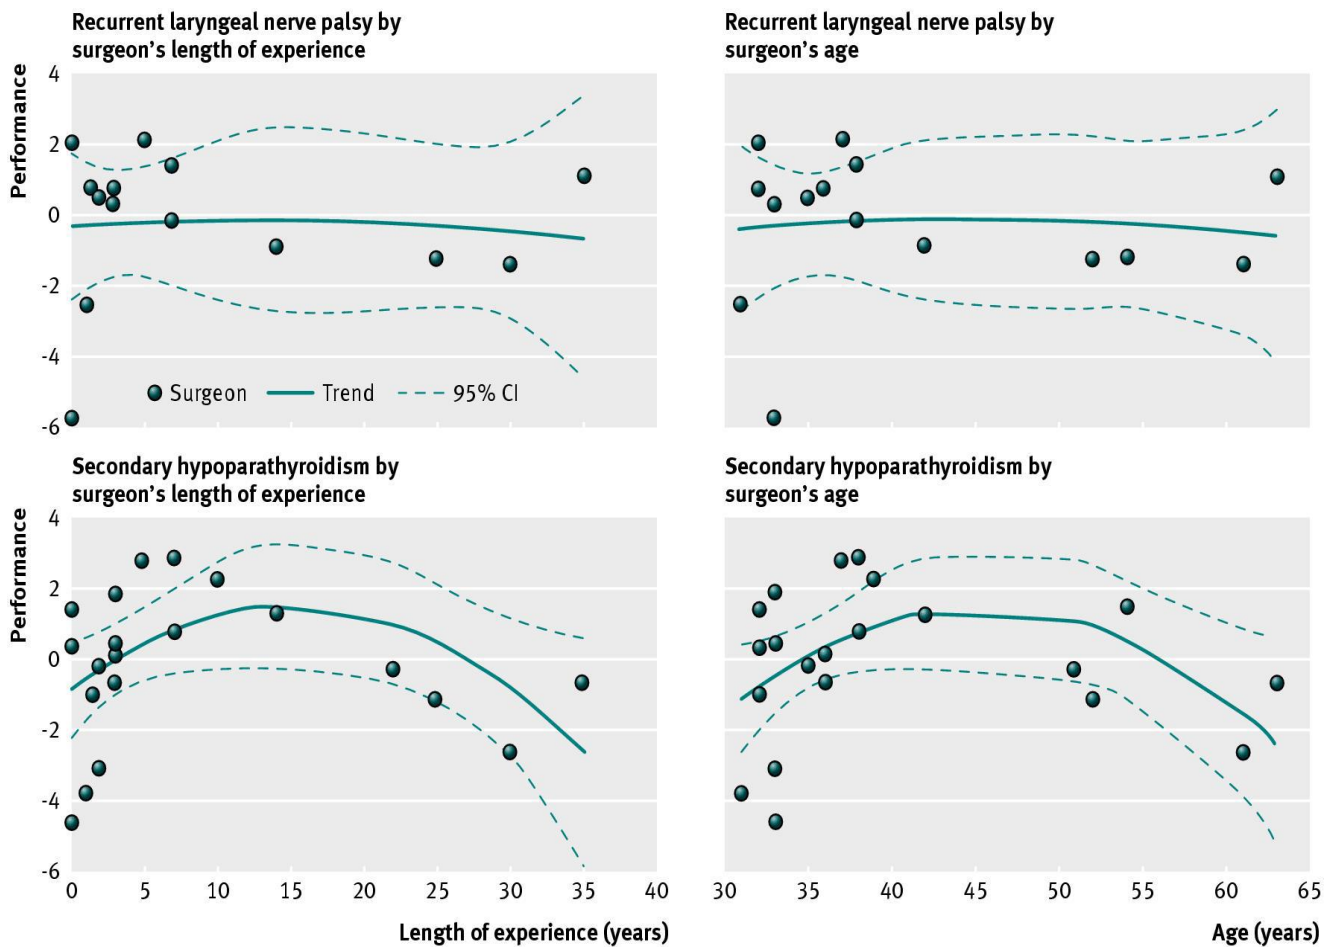 Recurrent laryngeal nerve palsy by
surgeon’s length of experience
Recurrent laryngeal nerve palsy by
surgeon’s age
Performance
4
2
0
-2
-4
-6
Surgeon
Trend
95% CI
Secondary hypoparathyroidism by
surgeon’s length of experience
Secondary hypoparathyroidism by
surgeon’s age
Performance
4
2
0
-2
-4
-6
0 5 10 15 20 25 30 35 40
30 35 40 50 55 60 65
Length of experience (years)
Age (years)